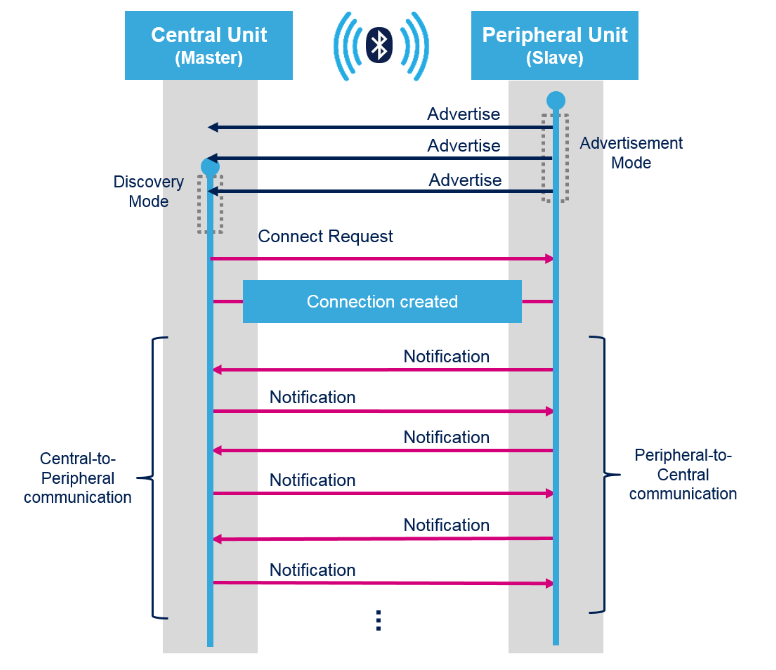 Central Unit
(Master)
Peripheral Unit
(Slave)
Advertise
Advertise
Advertise
Advertisement
Mode
Discovery
Mode
Connect Request
Connection created
Notification
Notification
Notification
Notification
Notification
Notification
Central-to-
Peripheral
communication
Peripheral-to-
Central
communication